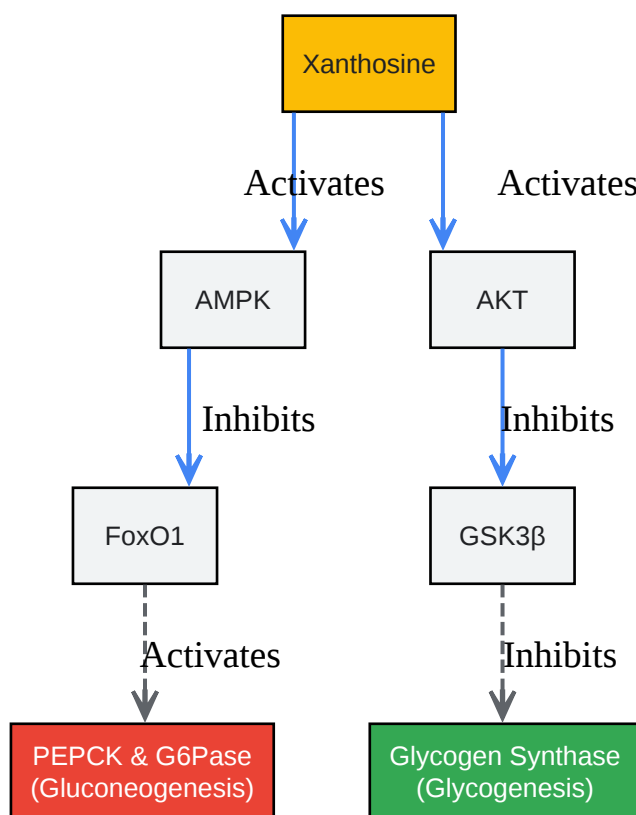 Xanthosine
Activates Activates
AMPK AKT
Inhibits Inhibits
FoxO1 GSK3β
Activates Inhibits
PEPCK & G6Pase Glycogen Synthase
(Gluconeogenesis) (Glycogenesis)